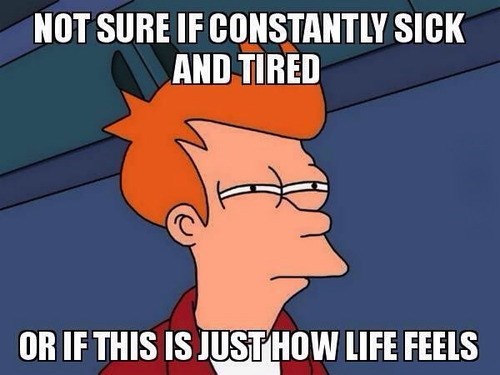 NOT SURE IF CONSTANTLY SICK
AND TIRED
OR IF THIS IS JUST HOW LIFE FEELS